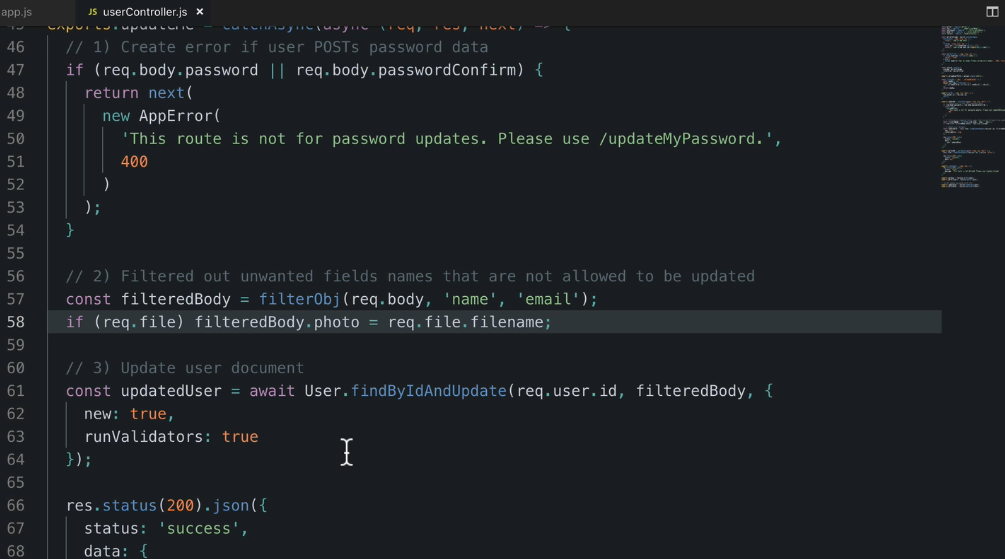 app.js
JS userController.js ×
46 // 1) Create error if user POSTs password data
47 if (req.body.password || req.body.passwordConfirm) {
48 return next(
49 new AppError(
50 'This route is not for password updates. Please use /updateMyPassword.',
51 400
52 )
53 );
54 }
55
56 // 2) Filtered out unwanted fields names that are not allowed to be updated
57 const filteredBody = filterObj(req.body, 'name', 'email');
58 if (req.file) filteredBody.photo = req.file.filename;
59
60 // 3) Update user document
61 const updatedUser = await User.findByIdAndUpdate(req.user.id, filteredBody, {
62 new: true,
63 runValidators: true
64 });
65
66 res.status(200).json({
67 status: 'success',
68 data: {